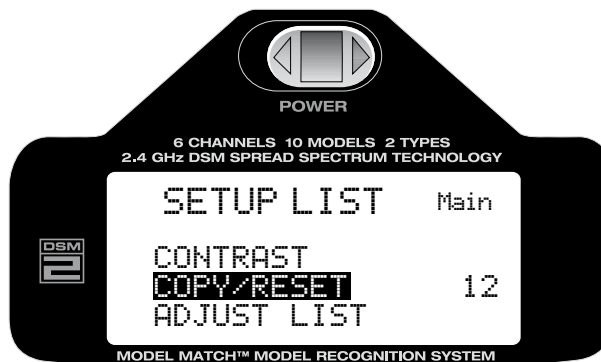 POWER
6 CHANNELS 10 MODELS 2 TYPES
2.4 GHz DSM SPREAD SPECTRUM TECHNOLOGY
SETUP LIST Main
DSM
2
CONTRAST
COPY/RESET 12
ADJUST LIST
MODEL MATCH™ MODEL RECOGNITION SYSTEM